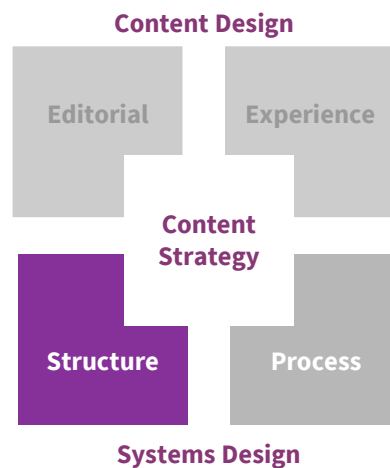 Content Design
Editorial
Experience
Content
Strategy
Structure
Process
Systems Design